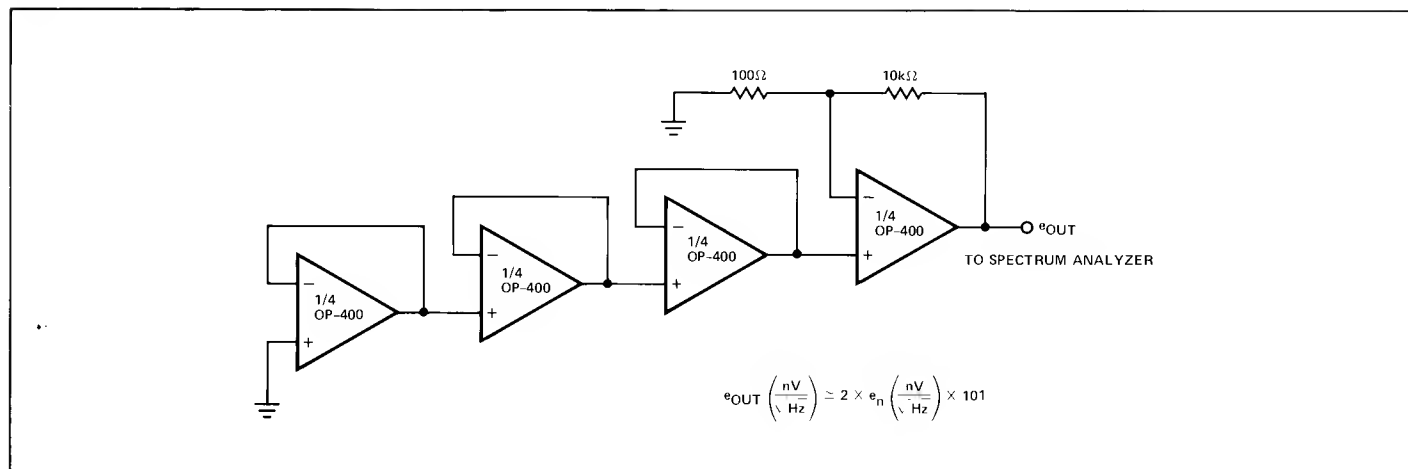 100Ω 10kΩ
−
1/4
OP-400
+
−
1/4
OP-400
+
−
1/4
OP-400
+
−
1/4
OP-400
+
eOUT
TO SPECTRUM ANALYZER
eOUT (nV/√Hz) ≃ 2 × en (nV/√Hz) × 101